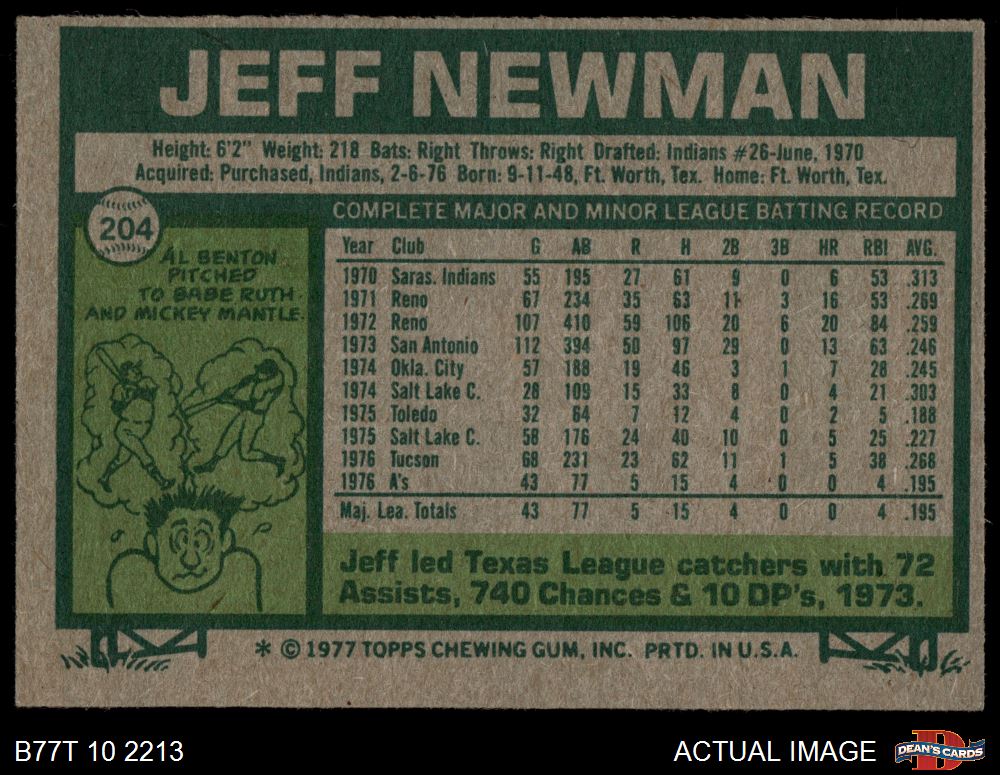 JEFF NEWMAN
Height: 6'2" Weight: 218 Bats: Right Throws: Right Drafted: Indians #26-June, 1970
Acquired: Purchased, Indians, 2-6-76 Born: 9-11-48, Ft. Worth, Tex. Home: Ft. Worth, Tex.
204
AL BENTON
PITCHED
TO BABE RUTH
AND MICKEY MANTLE.
COMPLETE MAJOR AND MINOR LEAGUE BATTING RECORD
Year Club G AB R H 2B 3B HR RBI AVG.
1970 Saras. Indians 55 195 27 61 9 0 6 53 .313
1971 Reno 67 234 35 63 11 3 16 53 .269
1972 Reno 107 410 59 106 20 6 20 84 .259
1973 San Antonio 112 394 50 97 29 0 13 63 .246
1974 Okla. City 57 188 19 46 3 1 7 28 .245
1974 Salt Lake C. 28 109 15 33 8 0 4 21 .303
1975 Toledo 32 64 7 12 4 0 2 5 .188
1975 Salt Lake C. 58 176 24 40 10 0 5 25 .227
1976 Tucson 68 231 23 62 11 1 5 38 .268
1976 A's 43 77 5 15 4 0 0 4 .195
Maj. Lea. Totals 43 77 5 15 4 0 0 4 .195
Jeff led Texas League catchers with 72
Assists, 740 Chances & 10 DP's, 1973.
* © 1977 TOPPS CHEWING GUM, INC. PRTD. IN U.S.A.
B77T 10 2213
ACTUAL IMAGE
DEAN'S CARDS